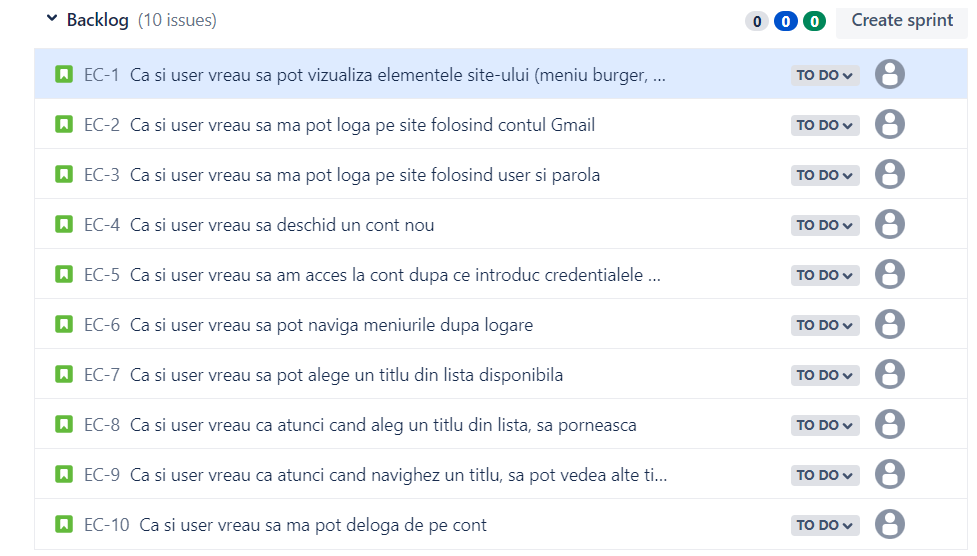 Backlog (10 issues) 0 0 0 Create sprint
EC-1 Ca si user vreau sa pot vizualiza elementele site-ului (meniu burger, ... TO DO
EC-2 Ca si user vreau sa ma pot loga pe site folosind contul Gmail TO DO
EC-3 Ca si user vreau sa ma pot loga pe site folosind user si parola TO DO
EC-4 Ca si user vreau sa deschid un cont nou TO DO
EC-5 Ca si user vreau sa am acces la cont dupa ce introduc credentialele ... TO DO
EC-6 Ca si user vreau sa pot naviga meniurile dupa logare TO DO
EC-7 Ca si user vreau sa pot alege un titlu din lista disponibila TO DO
EC-8 Ca si user vreau ca atunci cand aleg un titlu din lista, sa porneasca TO DO
EC-9 Ca si user vreau ca atunci cand navighez un titlu, sa pot vedea alte ti... TO DO
EC-10 Ca si user vreau sa ma pot deloga de pe cont TO DO